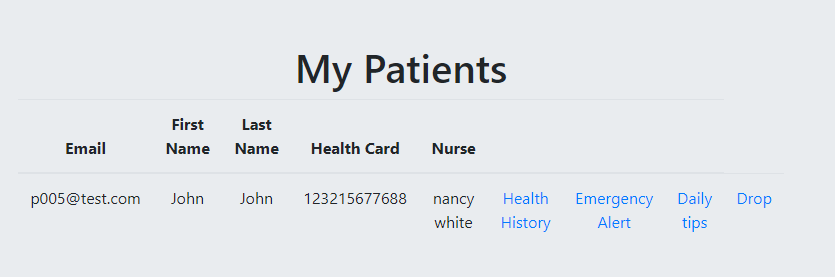 My Patients
Email First Name Last Name Health Card Nurse
p005@test.com John John 123215677688 nancy white Health History Emergency Alert Daily tips Drop